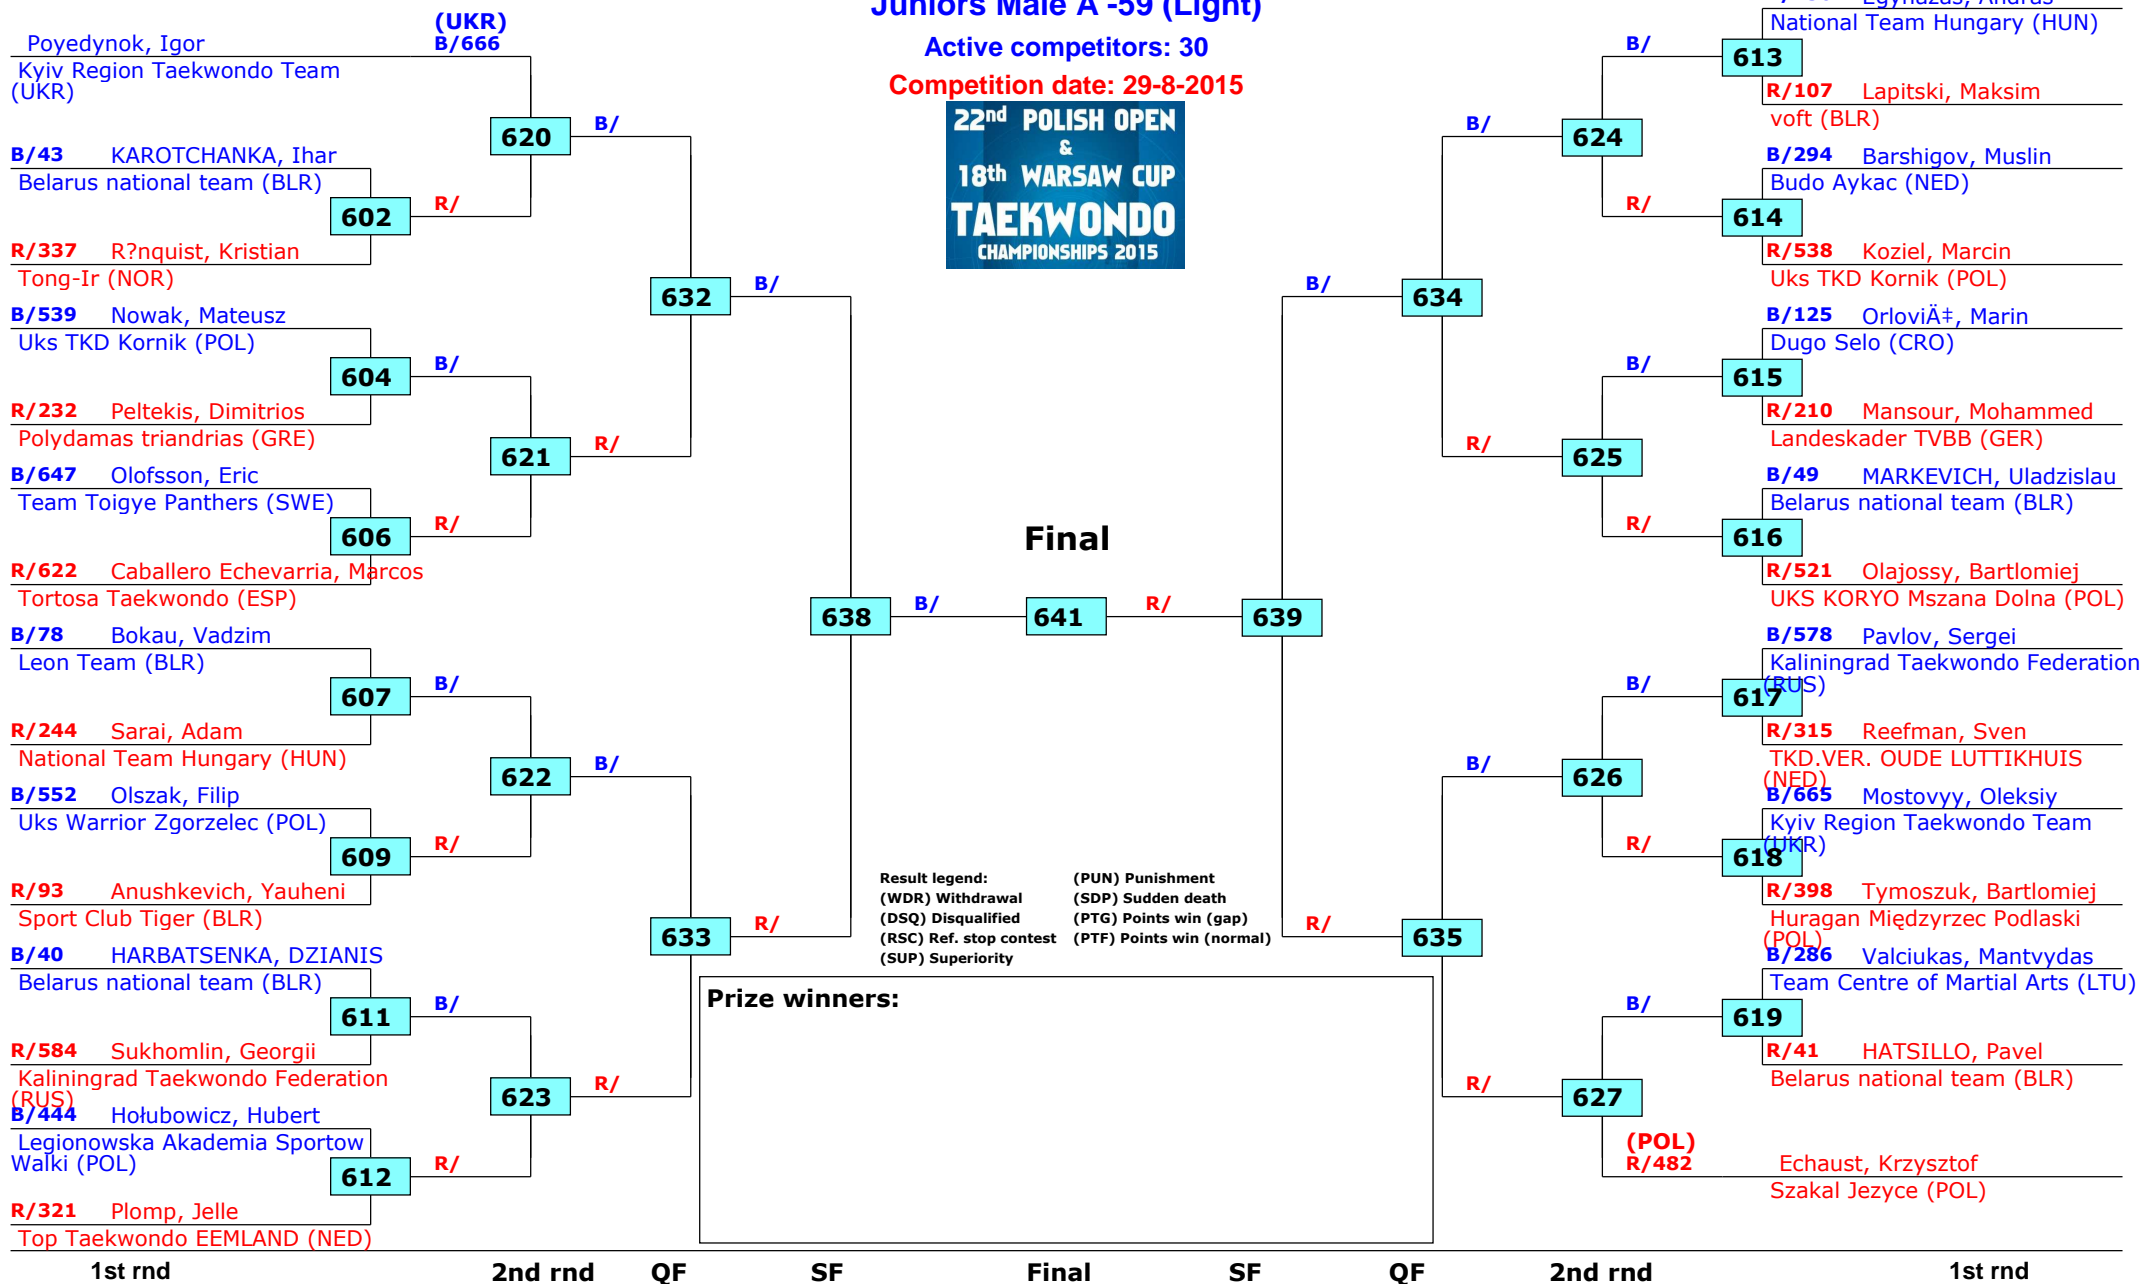 Juniors Male A -59 (Light)
Active competitors: 30
Competition date: 29-8-2015
22nd POLISH OPEN
&
18th WARSAW CUP
TAEKWONDO
CHAMPIONSHIPS 2015
(UKR)
Poyedynok, Igor B/666
Kyiv Region Taekwondo Team
(UKR)
620 B/
B/43 KAROTCHANKA, Ihar
Belarus national team (BLR)
602 R/
R/337 R?nquist, Kristian
Tong-Ir (NOR)
632 B/
B/539 Nowak, Mateusz
Uks TKD Kornik (POL)
604 B/
R/232 Peltekis, Dimitrios
Polydamas triandrias (GRE)
621 R/
B/647 Olofsson, Eric
Team Toigye Panthers (SWE)
606 R/
R/622 Caballero Echevarria, Marcos
Tortosa Taekwondo (ESP)
638 B/
B/78 Bokau, Vadzim
Leon Team (BLR)
607 B/
R/244 Sarai, Adam
National Team Hungary (HUN)
622 B/
B/552 Olszak, Filip
Uks Warrior Zgorzelec (POL)
609 R/
R/93 Anushkevich, Yauheni
Sport Club Tiger (BLR)
633 R/
B/40 HARBATSENKA, DZIANIS
Belarus national team (BLR)
611 B/
R/584 Sukhomlin, Georgii
Kaliningrad Taekwondo Federation
(RUS)
623 R/
B/444 Hołubowicz, Hubert
Legionowska Akademia Sportow
Walki (POL)
612 R/
R/321 Plomp, Jelle
Top Taekwondo EEMLAND (NED)
Final
641
R/ 639
Result legend:
(WDR) Withdrawal
(DSQ) Disqualified
(RSC) Ref. stop contest
(SUP) Superiority
(PUN) Punishment
(SDP) Sudden death
(PTG) Points win (gap)
(PTF) Points win (normal)
Prize winners:
National Team Hungary (HUN)
B/ 613
R/107 Lapitski, Maksim
voft (BLR)
B/ 624
B/294 Barshigov, Muslin
Budo Aykac (NED)
R/ 614
R/538 Koziel, Marcin
Uks TKD Kornik (POL)
B/ 634
B/125 OrloviÄ‡, Marin
Dugo Selo (CRO)
B/ 615
R/210 Mansour, Mohammed
Landeskader TVBB (GER)
R/ 625
B/49 MARKEVICH, Uladzislau
Belarus national team (BLR)
R/ 616
R/521 Olajossy, Bartlomiej
UKS KORYO Mszana Dolna (POL)
B/578 Pavlov, Sergei
Kaliningrad Taekwondo Federation
(RUS)
B/ 617
R/315 Reefman, Sven
TKD.VER. OUDE LUTTIKHUIS
(NED)
B/ 626
B/665 Mostovyy, Oleksiy
Kyiv Region Taekwondo Team
(UKR)
R/ 618
R/398 Tymoszuk, Bartlomiej
Huragan Międzyrzec Podlaski
(POL)
R/ 635
B/286 Valciukas, Mantvydas
Team Centre of Martial Arts (LTU)
B/ 619
R/41 HATSILLO, Pavel
Belarus national team (BLR)
R/ 627
(POL)
R/482 Echaust, Krzysztof
Szakal Jezyce (POL)
1st rnd 2nd rnd QF SF Final SF QF 2nd rnd 1st rnd